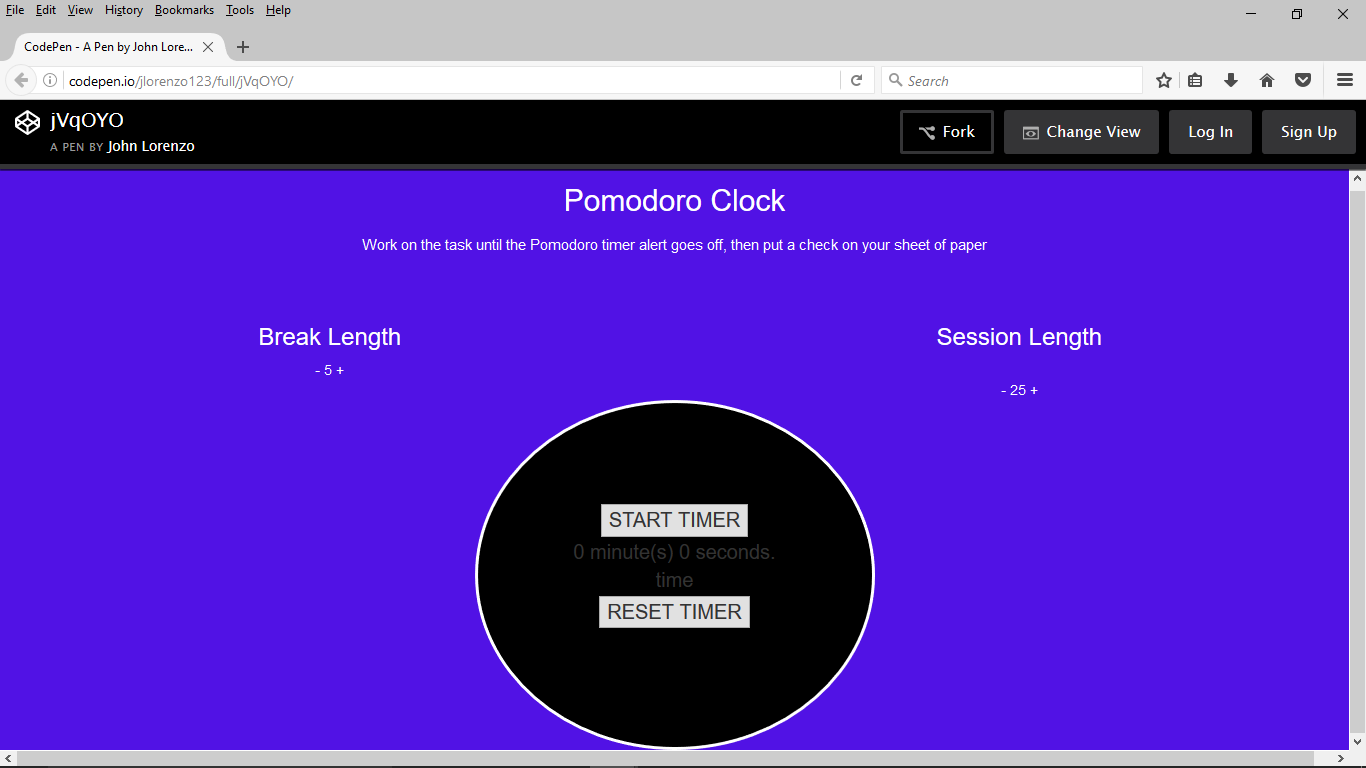 File Edit View History Bookmarks Tools Help
CodePen - A Pen by John Lore...
codepen.io/jlorenzo123/full/jVqOYO/
Search
jVqOYO
A PEN BY John Lorenzo
Fork
Change View
Log In
Sign Up
Pomodoro Clock
Work on the task until the Pomodoro timer alert goes off, then put a check on your sheet of paper
Break Length
- 5 +
Session Length
- 25 +
START TIMER
0 minute(s) 0 seconds.
time
RESET TIMER